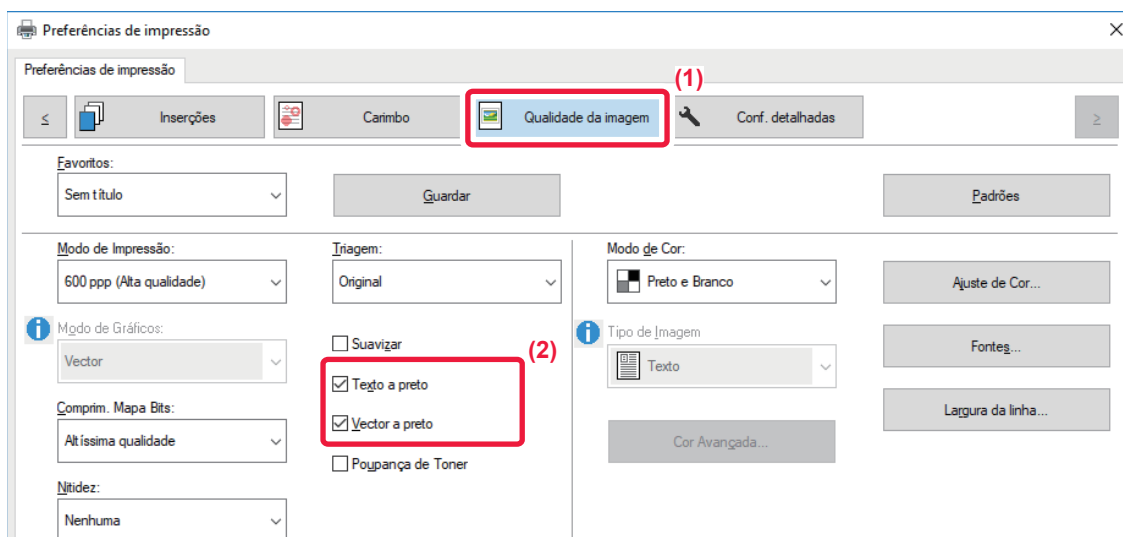 Preferências de impressão
Preferências de impressão
(1)
< Inserções Carimbo Qualidade da imagem Conf. detalhadas >
Favoritos:
Sem título Guardar Padrões
Modo de Impressão: Triagem: Modo de Cor:
600 ppp (Alta qualidade) Original Preto e Branco Ajuste de Cor...
Modo de Gráficos: Suavizar (2) Tipo de Imagem
Vector Texto Fontes...
Texto a preto
Comprim. Mapa Bits: Vector a preto Largura da linha...
Altíssima qualidade Cor Avançada...
Poupança de Toner
Nitidez:
Nenhuma